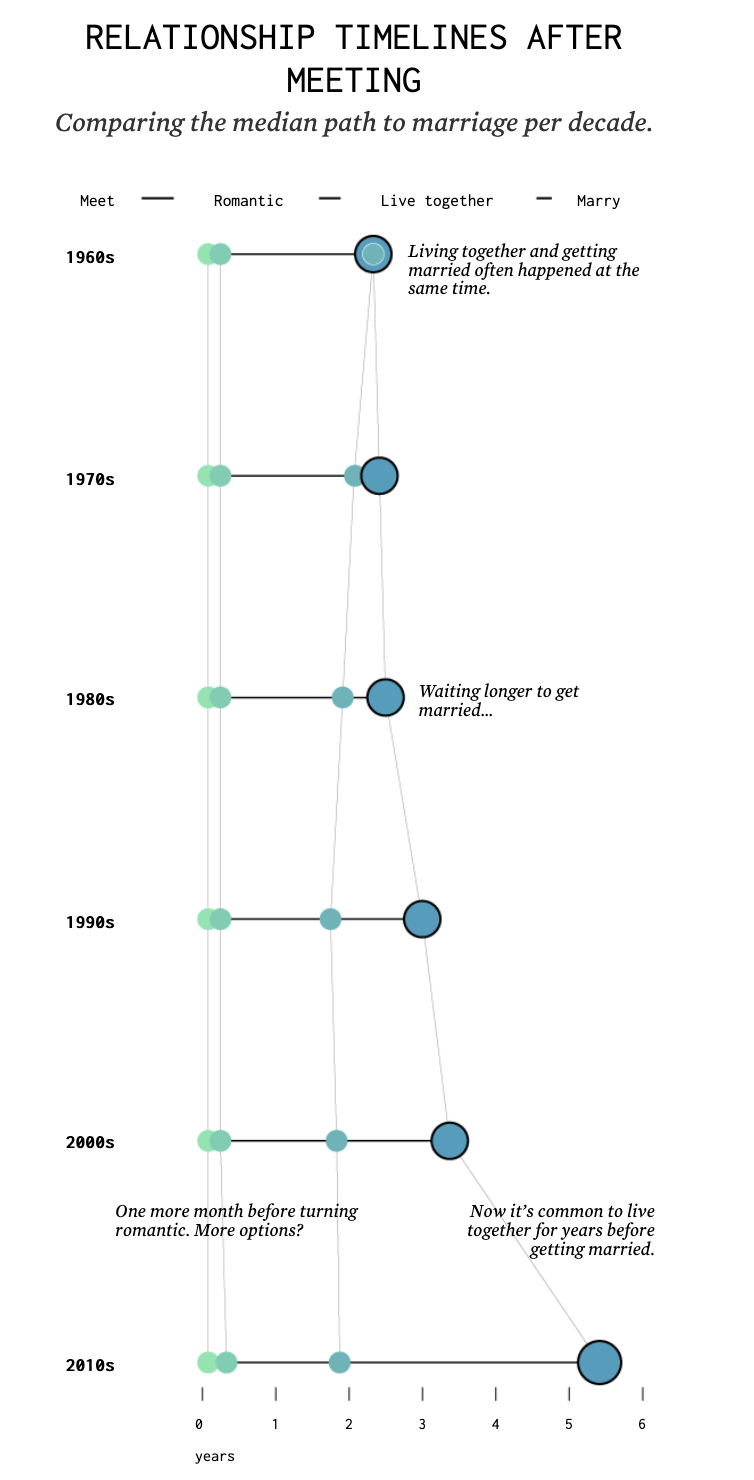 RELATIONSHIP TIMELINES AFTER
MEETING
Comparing the median path to marriage per decade.
Meet — Romantic — Live together — Marry
1960s
Living together and getting
married often happened at the
same time.
1970s
1980s
Waiting longer to get
married...
1990s
2000s
One more month before turning
romantic. More options?
Now it’s common to live
together for years before
getting married.
2010s
0 1 2 3 4 5 6
years